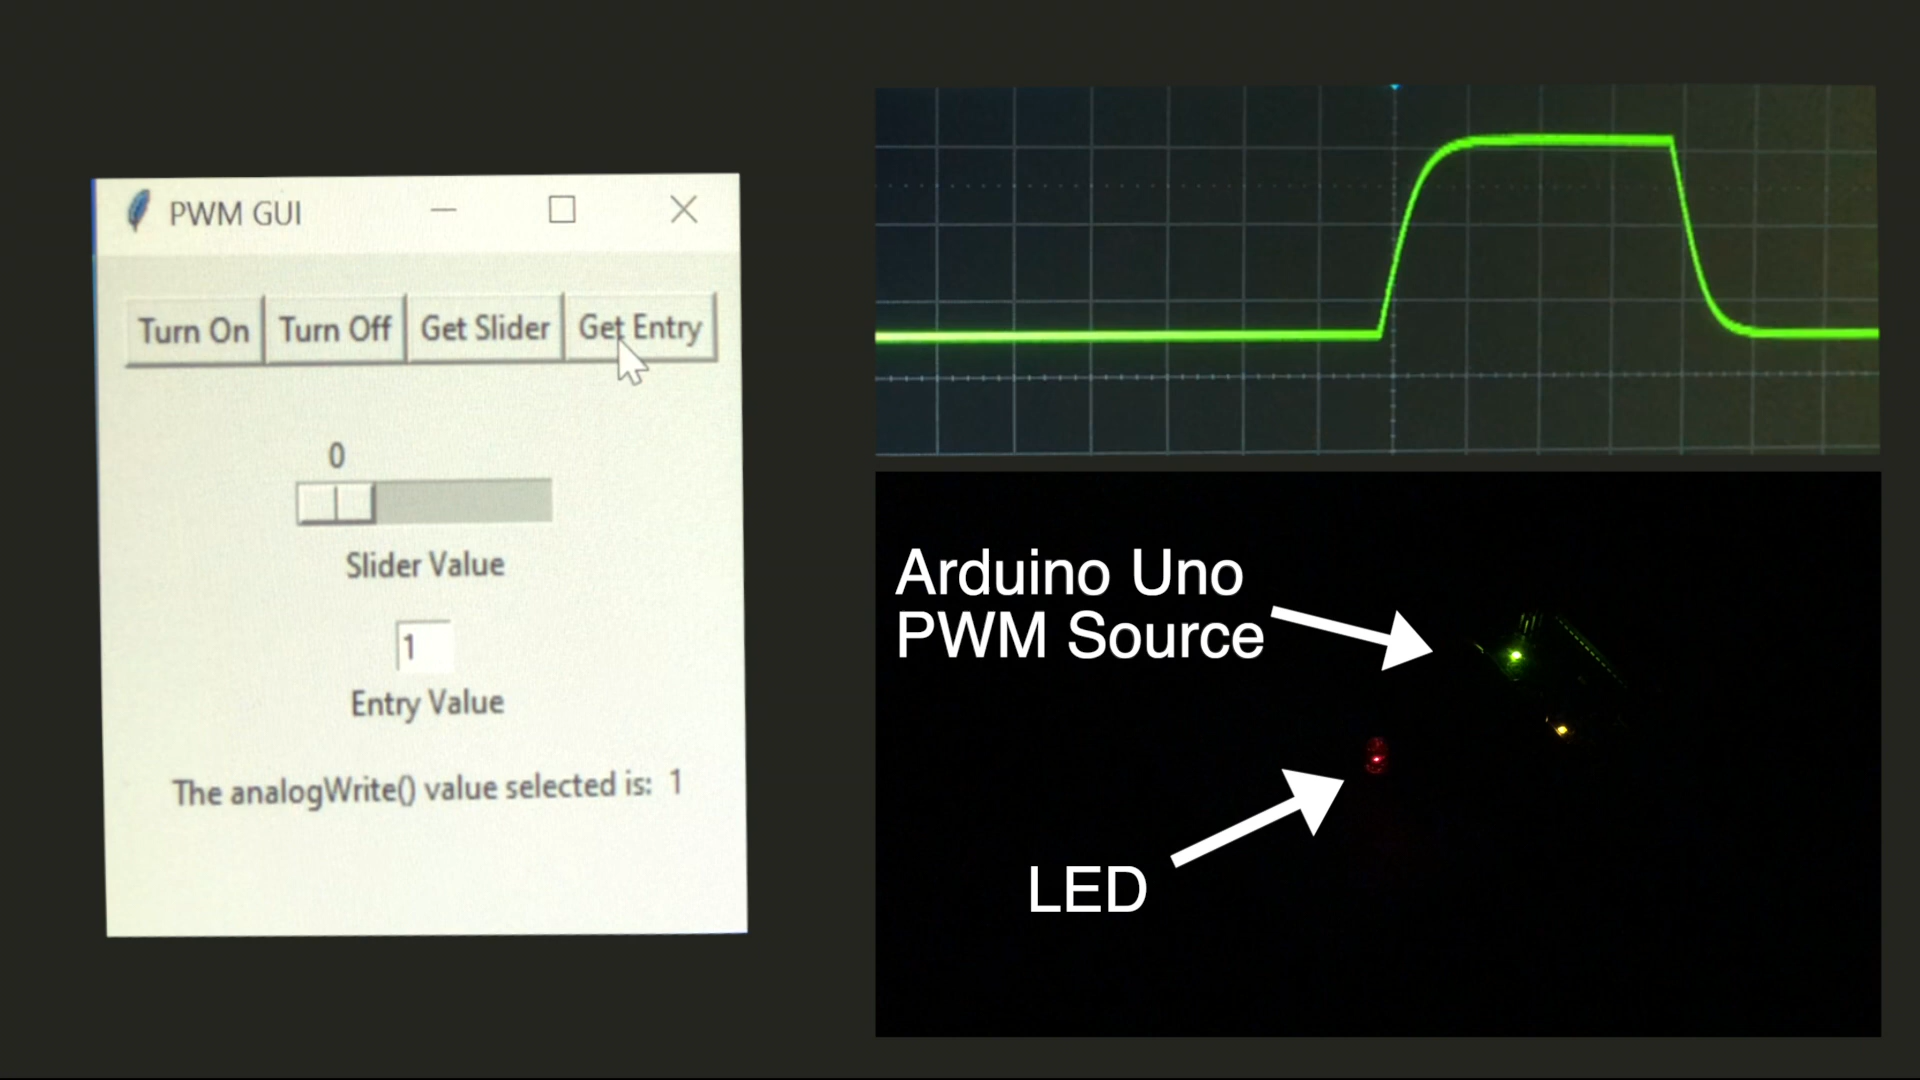 PWM GUI
Turn On
Turn Off
Get Slider
Get Entry
0
Slider Value
1
Entry Value
The analogWrite() value selected is: 1
Arduino Uno
PWM Source
LED